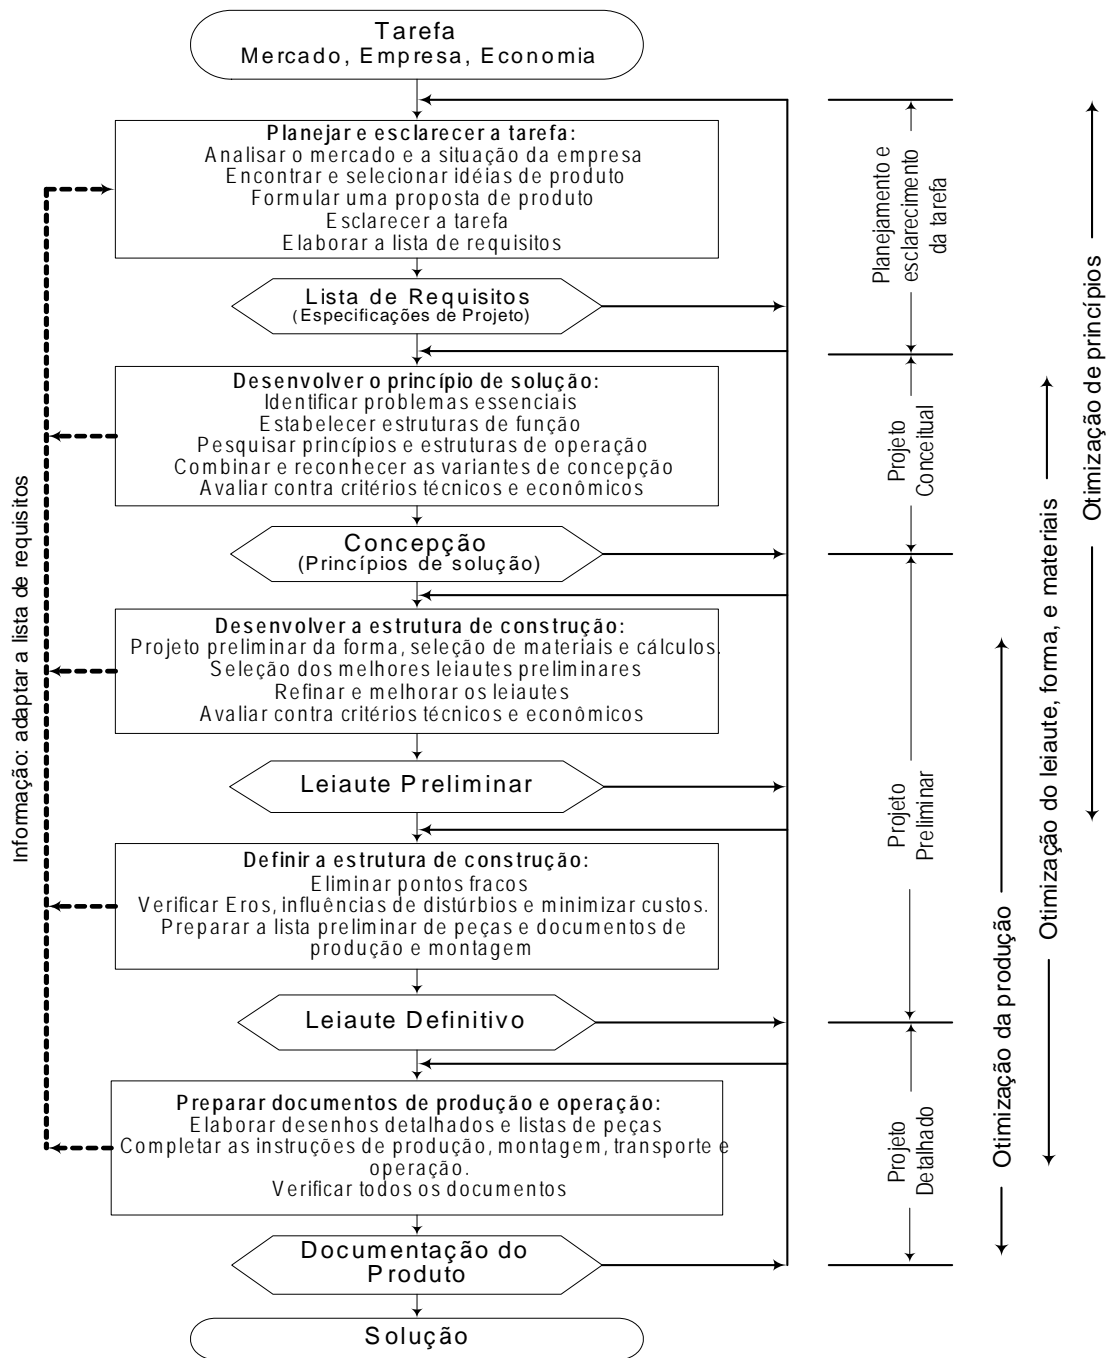 Tarefa
Mercado, Empresa, Economia
Planejar e esclarecer a tarefa:
Analisar o mercado e a situação da empresa
Encontrar e selecionar idéias de produto
Formular uma proposta de produto
Esclarecer a tarefa
Elaborar a lista de requisitos
Lista de Requisitos
(Especificações de Projeto)
Desenvolver o princípio de solução:
Identificar problemas essenciais
Estabelecer estruturas de função
Pesquisar princípios e estruturas de operação
Combinar e reconhecer as variantes de concepção
Avaliar contra critérios técnicos e econômicos
Concepção
(Princípios de solução)
Desenvolver a estrutura de construção:
Projeto preliminar da forma, seleção de materiais e cálculos.
Seleção dos melhores leiautes preliminares
Refinar e melhorar os leiautes
Avaliar contra critérios técnicos e econômicos
Leiaute Preliminar
Definir a estrutura de construção:
Eliminar pontos fracos
Verificar Eros, influências de distúrbios e minimizar custos.
Preparar a lista preliminar de peças e documentos de
produção e montagem
Leiaute Definitivo
Preparar documentos de produção e operação:
Elaborar desenhos detalhados e listas de peças
Completar as instruções de produção, montagem, transporte e
operação.
Verificar todos os documentos
Documentação do
Produto
Solução
Informação: adaptar a lista de requisitos
Planejamento e
esclarecimento
da tarefa
Projeto
Conceitual
Projeto
Preliminar
Projeto
Detalhado
Otimização da produção
Otimização do leiaute, forma, e materiais
Otimização de princípios